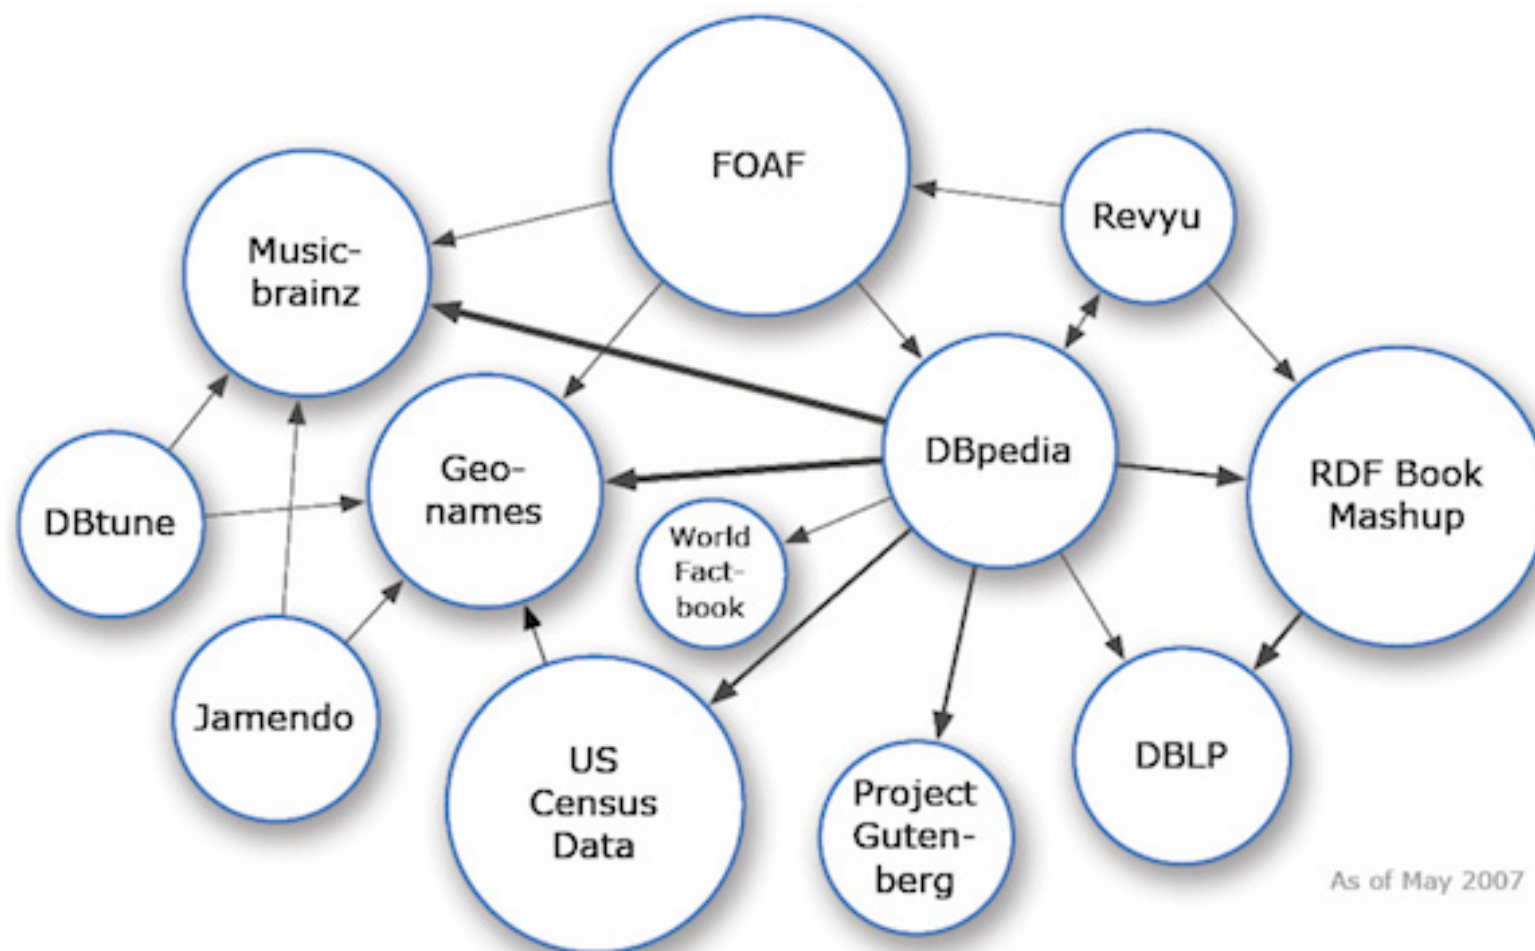 FOAF
Revyu
Music-
brainz
DBpedia
Geo-
names
RDF Book
Mashup
DBtune
World
Fact-
book
Jamendo
US
Census
Data
Project
Guten-
berg
DBLP
As of May 2007